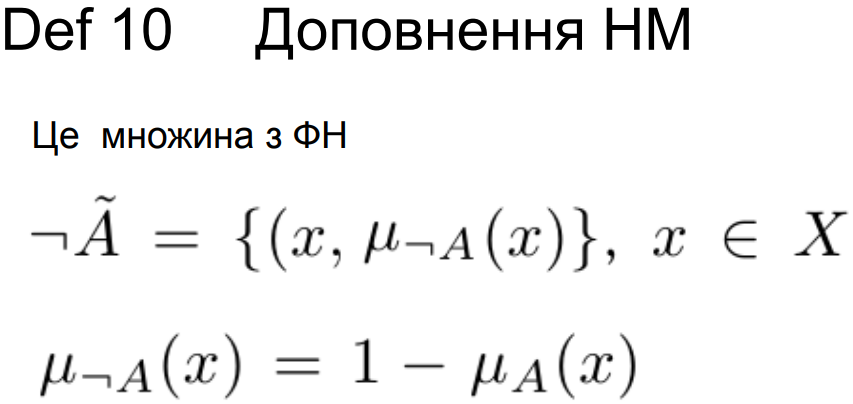 Def 10 Доповнення НМ
Це множина з ФН
¬Ã = {(x, μ¬A(x)}, x ∈ X
μ¬A(x) = 1 − μA(x)